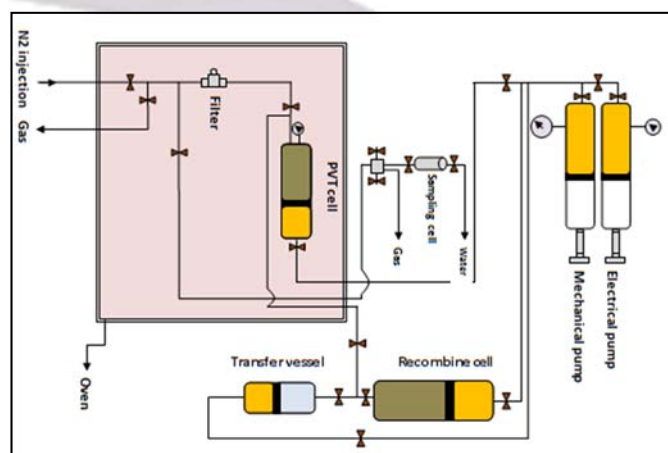 N2 injection
Gas
Filter
PVT cell
Gas
Sampling cell
Water
Mechanical pump
Electrical pump
Transfer vessel
Recombine cell
Oven